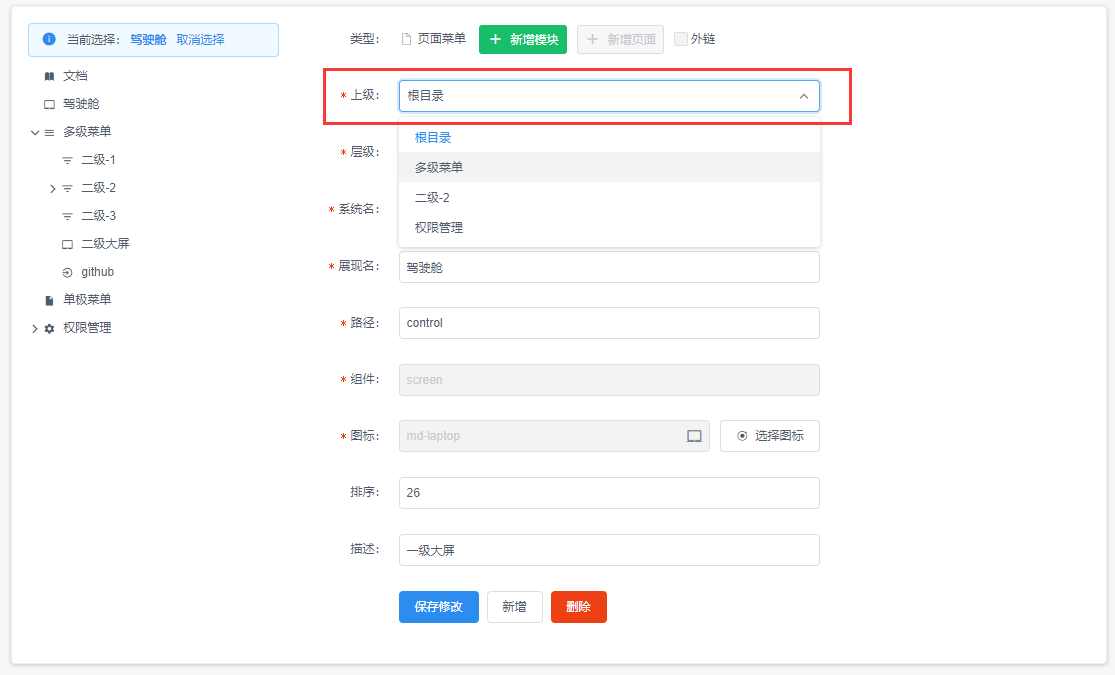 当前选择： 驾驶舱 取消选择
文档
驾驶舱
多级菜单
二级-1
二级-2
二级-3
二级大屏
github
单极菜单
权限管理
类型: 页面菜单 + 新增模块 + 新增页面 外链
* 上级: 根目录
根目录
多级菜单
二级-2
权限管理
* 层级:
* 系统名:
* 展现名: 驾驶舱
* 路径: control
* 组件: screen
* 图标: md-laptop 选择图标
排序: 26
描述: 一级大屏
保存修改 新增 删除